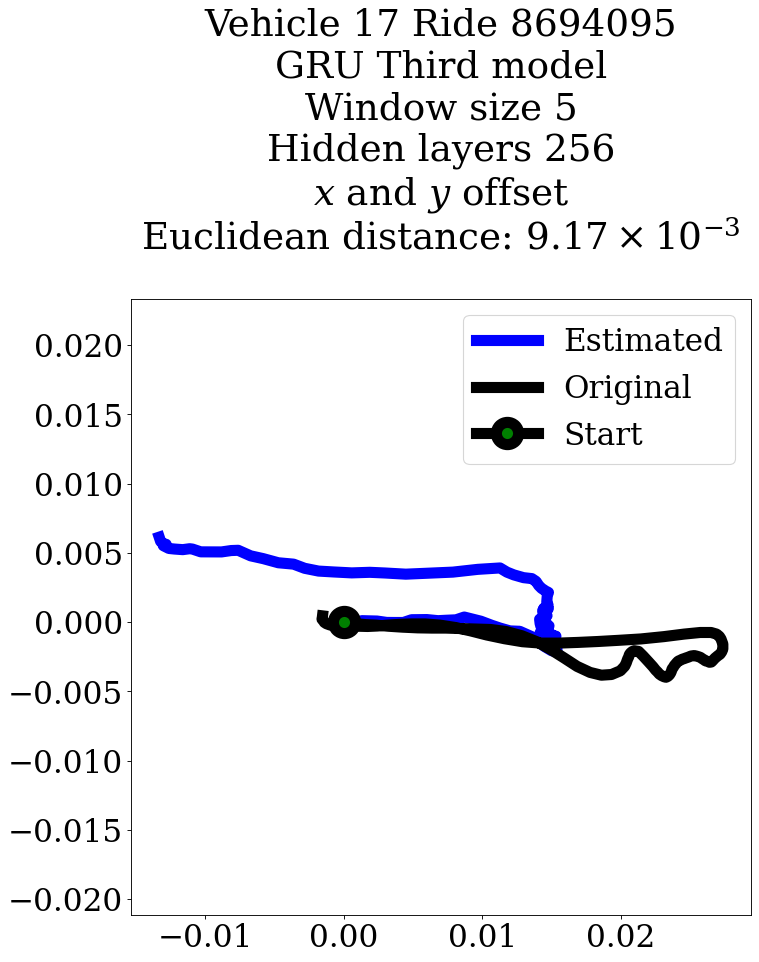 Vehicle 17 Ride 8694095
GRU Third model
Window size 5
Hidden layers 256
x and y offset
Euclidean distance: 9.17 × 10⁻³
Estimated
Original
Start
0.020
0.015
0.010
0.005
0.000
−0.005
−0.010
−0.015
−0.020
−0.01 0.00 0.01 0.02